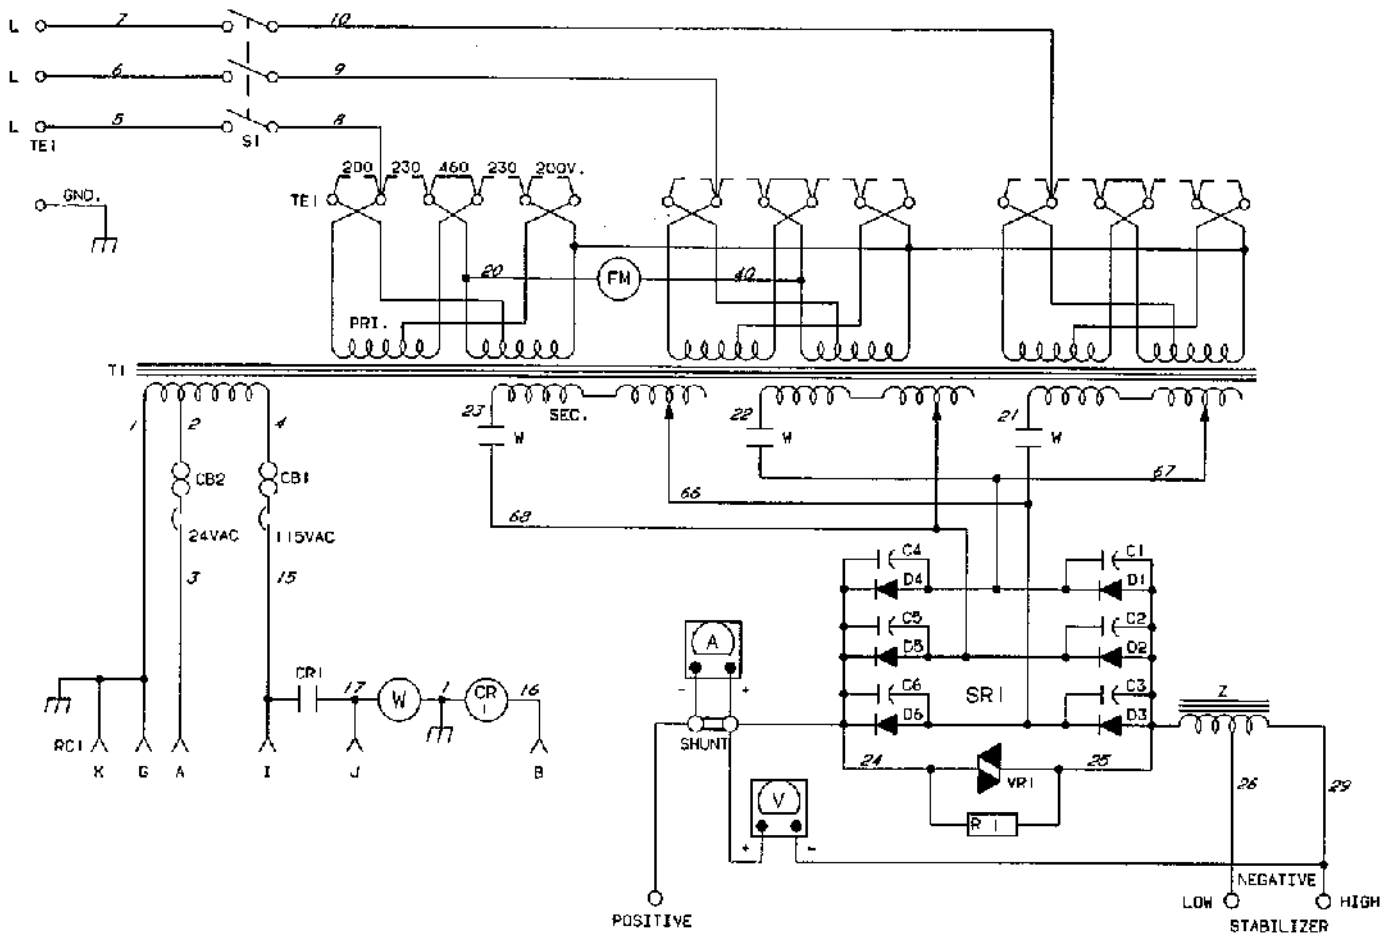 L 7 10
L 6 9
L 5 8
TE1 S1
200 230 460 230 200V.
GND. TE1
20 FM 40
PRI.
T1
SEC.
1 2 4 23 W 22 W 21 W
CB2 CB1 66 67
24VAC 115VAC 68
3 15
C4 C1
D4 D1
C5 C2
A D5 D2
- +
CR1 17 W 1 CR 1 16 C6 SR1 C3 Z
D6 D3
RC1 SHUNT
K G A I J B
24 VR1 25 26 29
V
R1
+ -
NEGATIVE
LOW HIGH
POSITIVE STABILIZER